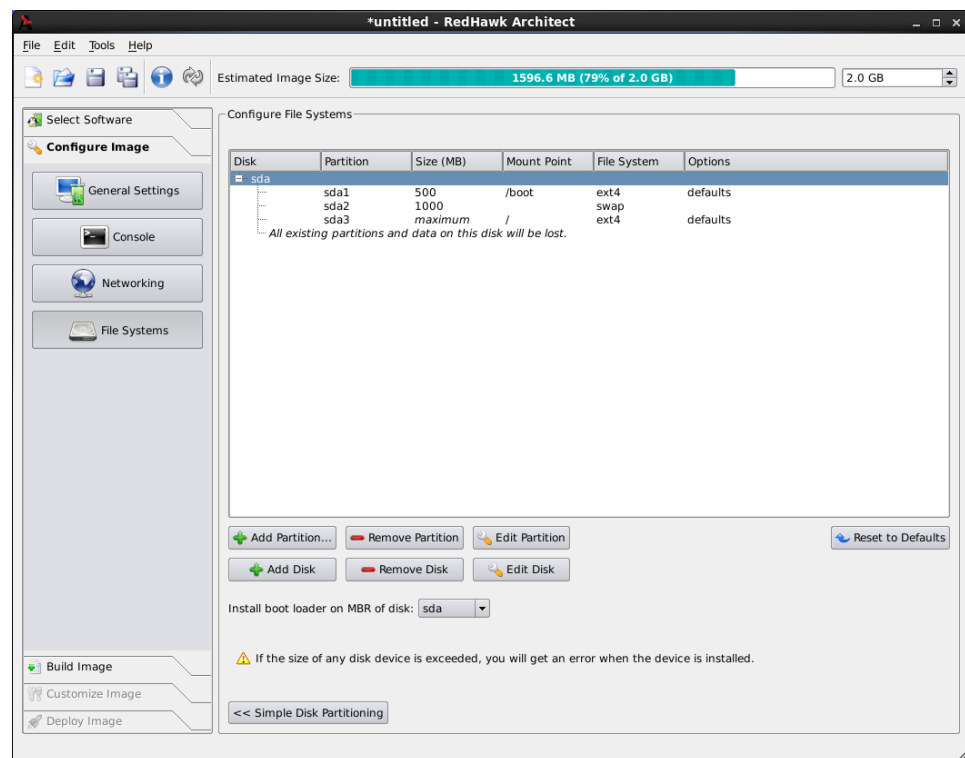 *untitled - RedHawk Architect
File Edit Tools Help
Estimated Image Size: 1596.6 MB (79% of 2.0 GB) 2.0 GB
Select Software
Configure Image
General Settings
Console
Networking
File Systems
Build Image
Customize Image
Deploy Image
Configure File Systems
Disk Partition Size (MB) Mount Point File System Options
sda
sda1 500 /boot ext4 defaults
sda2 1000 swap
sda3 maximum / ext4 defaults
All existing partitions and data on this disk will be lost.
Add Partition... Remove Partition Edit Partition Reset to Defaults
Add Disk Remove Disk Edit Disk
Install boot loader on MBR of disk: sda
If the size of any disk device is exceeded, you will get an error when the device is installed.
<< Simple Disk Partitioning